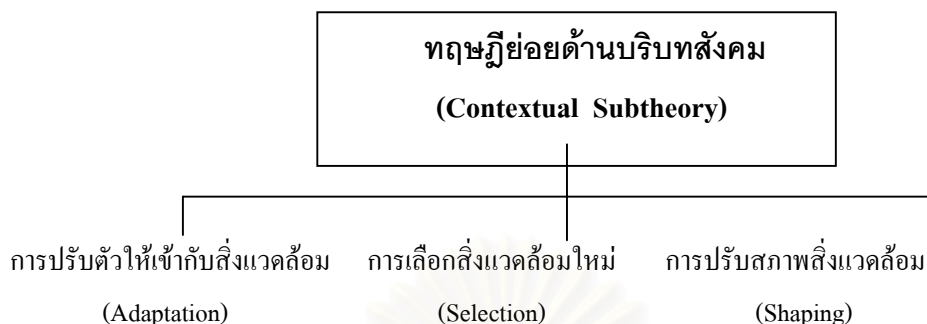 ทฤษฎีย่อยด้านบริบทสังคม
(Contextual Subtheory)
การปรับตัวให้เข้ากับสิ่งแวดล้อม การเลือกสิ่งแวดล้อมใหม่ การปรับสภาพสิ่งแวดล้อม
(Adaptation) (Selection) (Shaping)